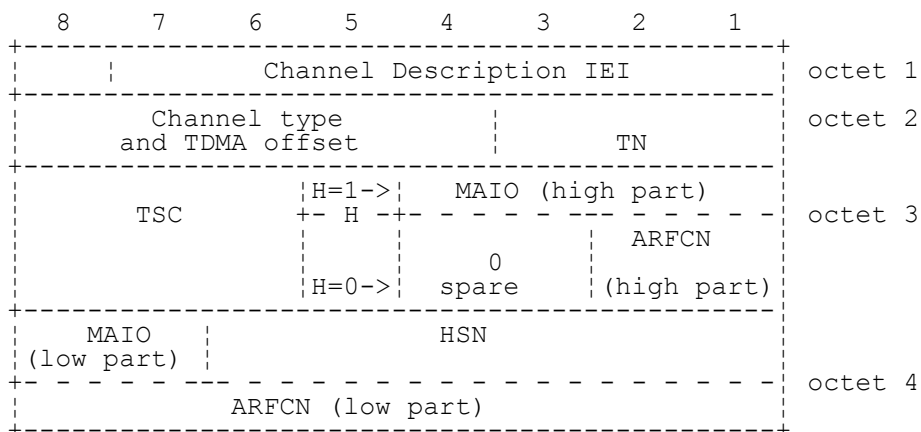 8 7 6 5 4 3 2 1
Channel Description IEI octet 1
Channel type octet 2
and TDMA offset TN
H=1-> MAIO (high part)
TSC H octet 3
ARFCN
0
H=0-> spare (high part)
MAIO HSN
(low part)
octet 4
ARFCN (low part)